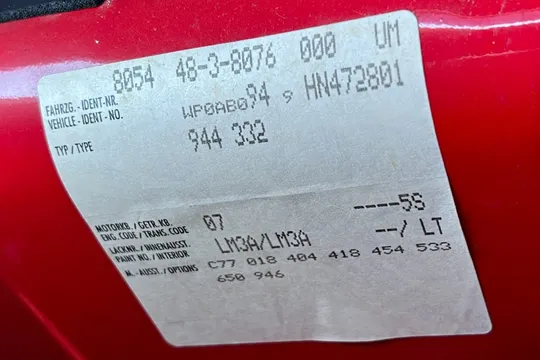 8054 48-3-8076 000 UM
FAHRZG.-IDENT-NR.
VEHICLE-IDENT-NO. WP0AB094 9 HN472801
TYP / TYPE 944 332
MOTORKB. / GETR. KB.
ENG. CODE / TRANS. CODE 07 ----5S
LACKNR. / INNENAUSST.
PAINT NO. / INTERIOR LM3A/LM3A --/ LT
M.-AUSST. / OPTIONS C77 018 404 418 454 533
650 946